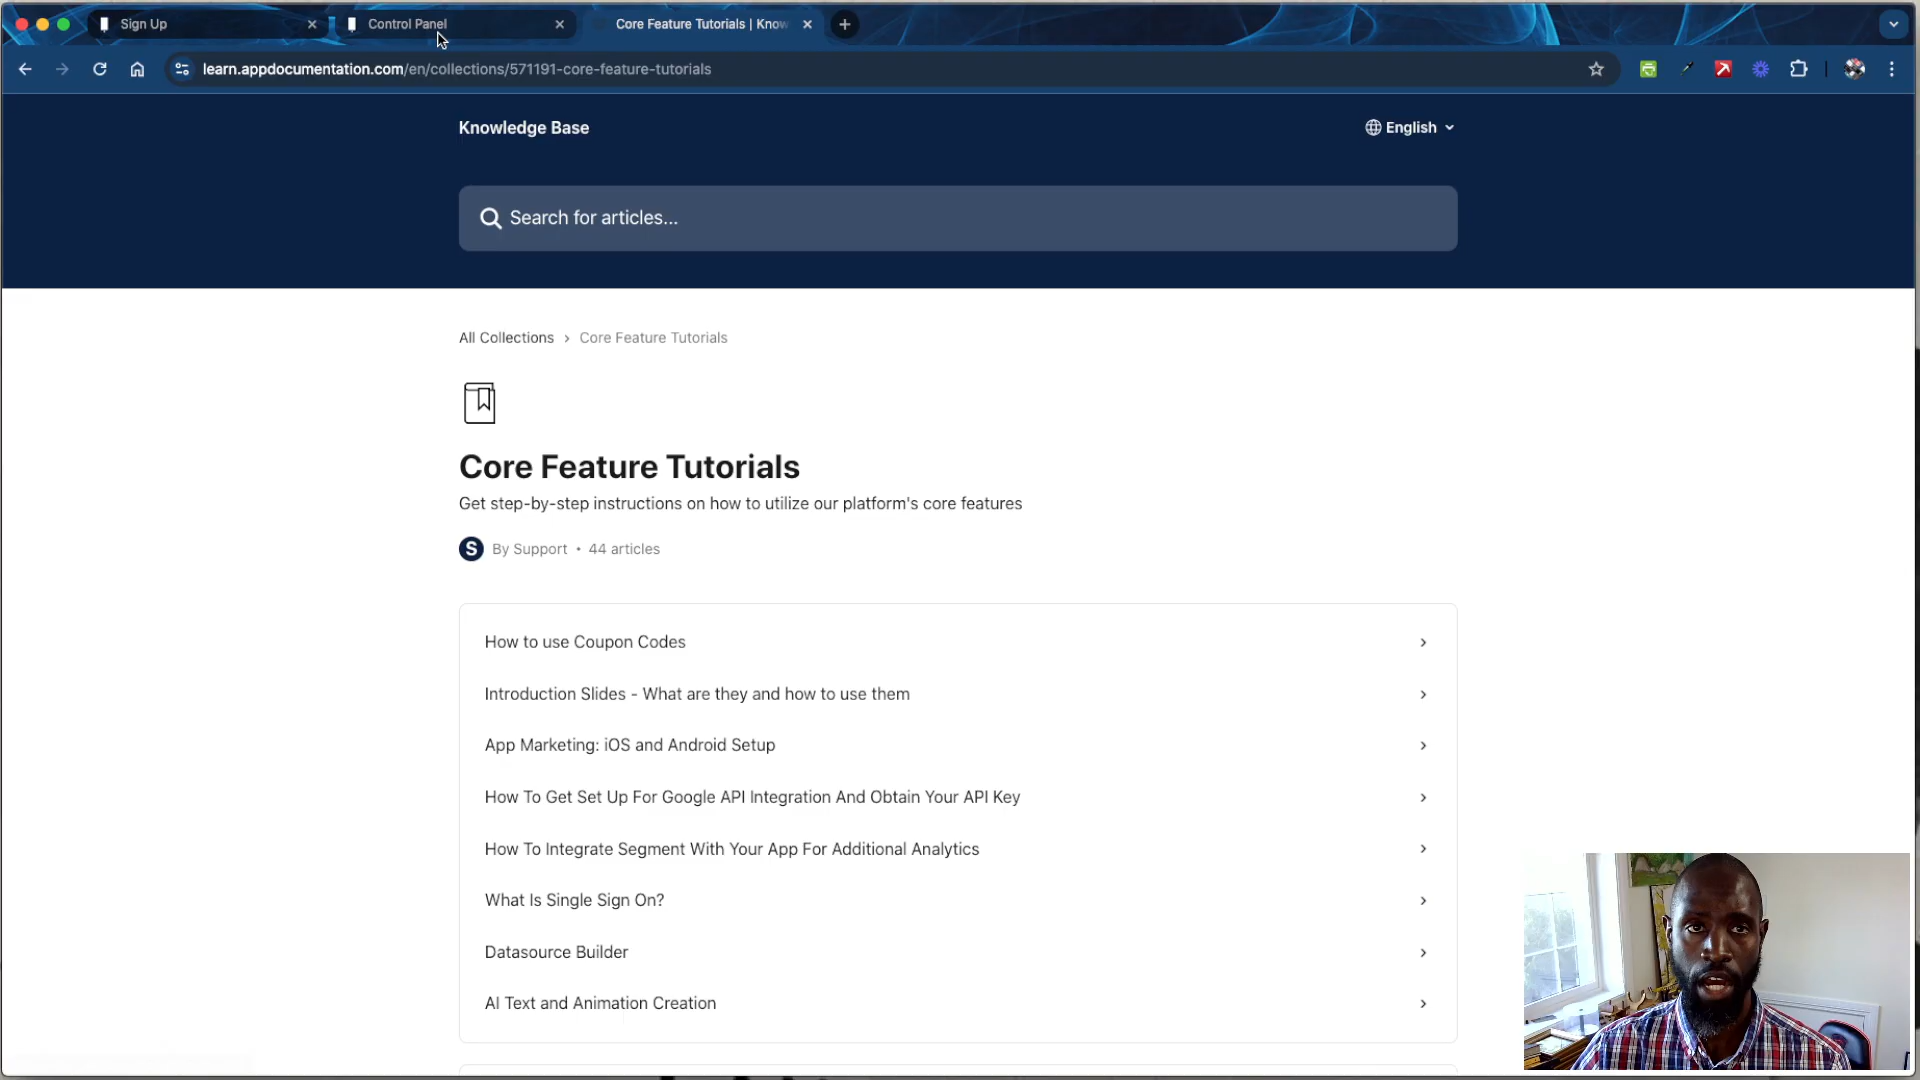 Sign Up
Control Panel
Core Feature Tutorials | Know
learn.appdocumentation.com/en/collections/571191-core-feature-tutorials
Knowledge Base
English
Search for articles...
All Collections > Core Feature Tutorials
Core Feature Tutorials
Get step-by-step instructions on how to utilize our platform's core features
S By Support • 44 articles
How to use Coupon Codes
Introduction Slides - What are they and how to use them
App Marketing: iOS and Android Setup
How To Get Set Up For Google API Integration And Obtain Your API Key
How To Integrate Segment With Your App For Additional Analytics
What Is Single Sign On?
Datasource Builder
AI Text and Animation Creation